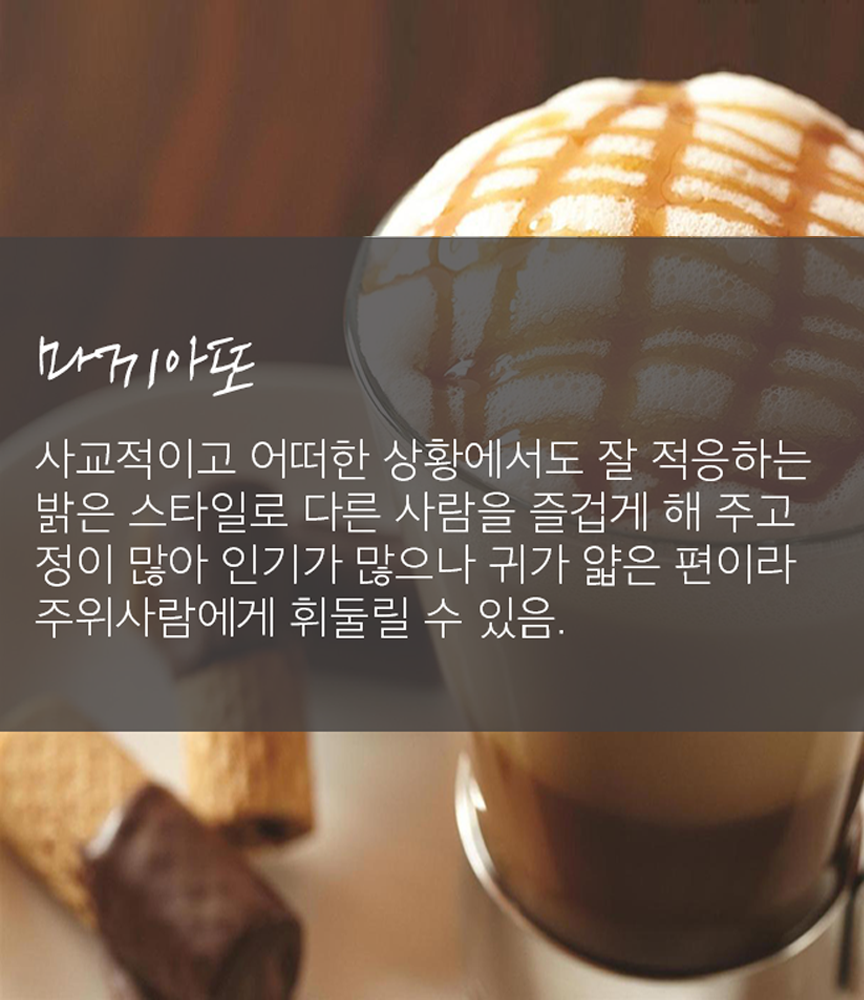 마끼아또
사교적이고 어떠한 상황에서도 잘 적응하는
밝은 스타일로 다른 사람을 즐겁게 해 주고
정이 많아 인기가 많으나 귀가 얇은 편이라
주위사람에게 휘둘릴 수 있음.